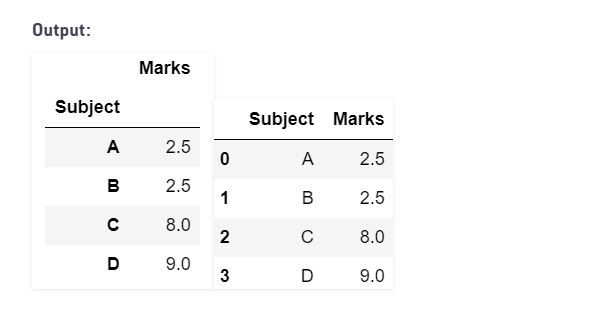 Output:
Marks
Subject
A 2.5
B 2.5
C 8.0
D 9.0
Subject Marks
0 A 2.5
1 B 2.5
2 C 8.0
3 D 9.0